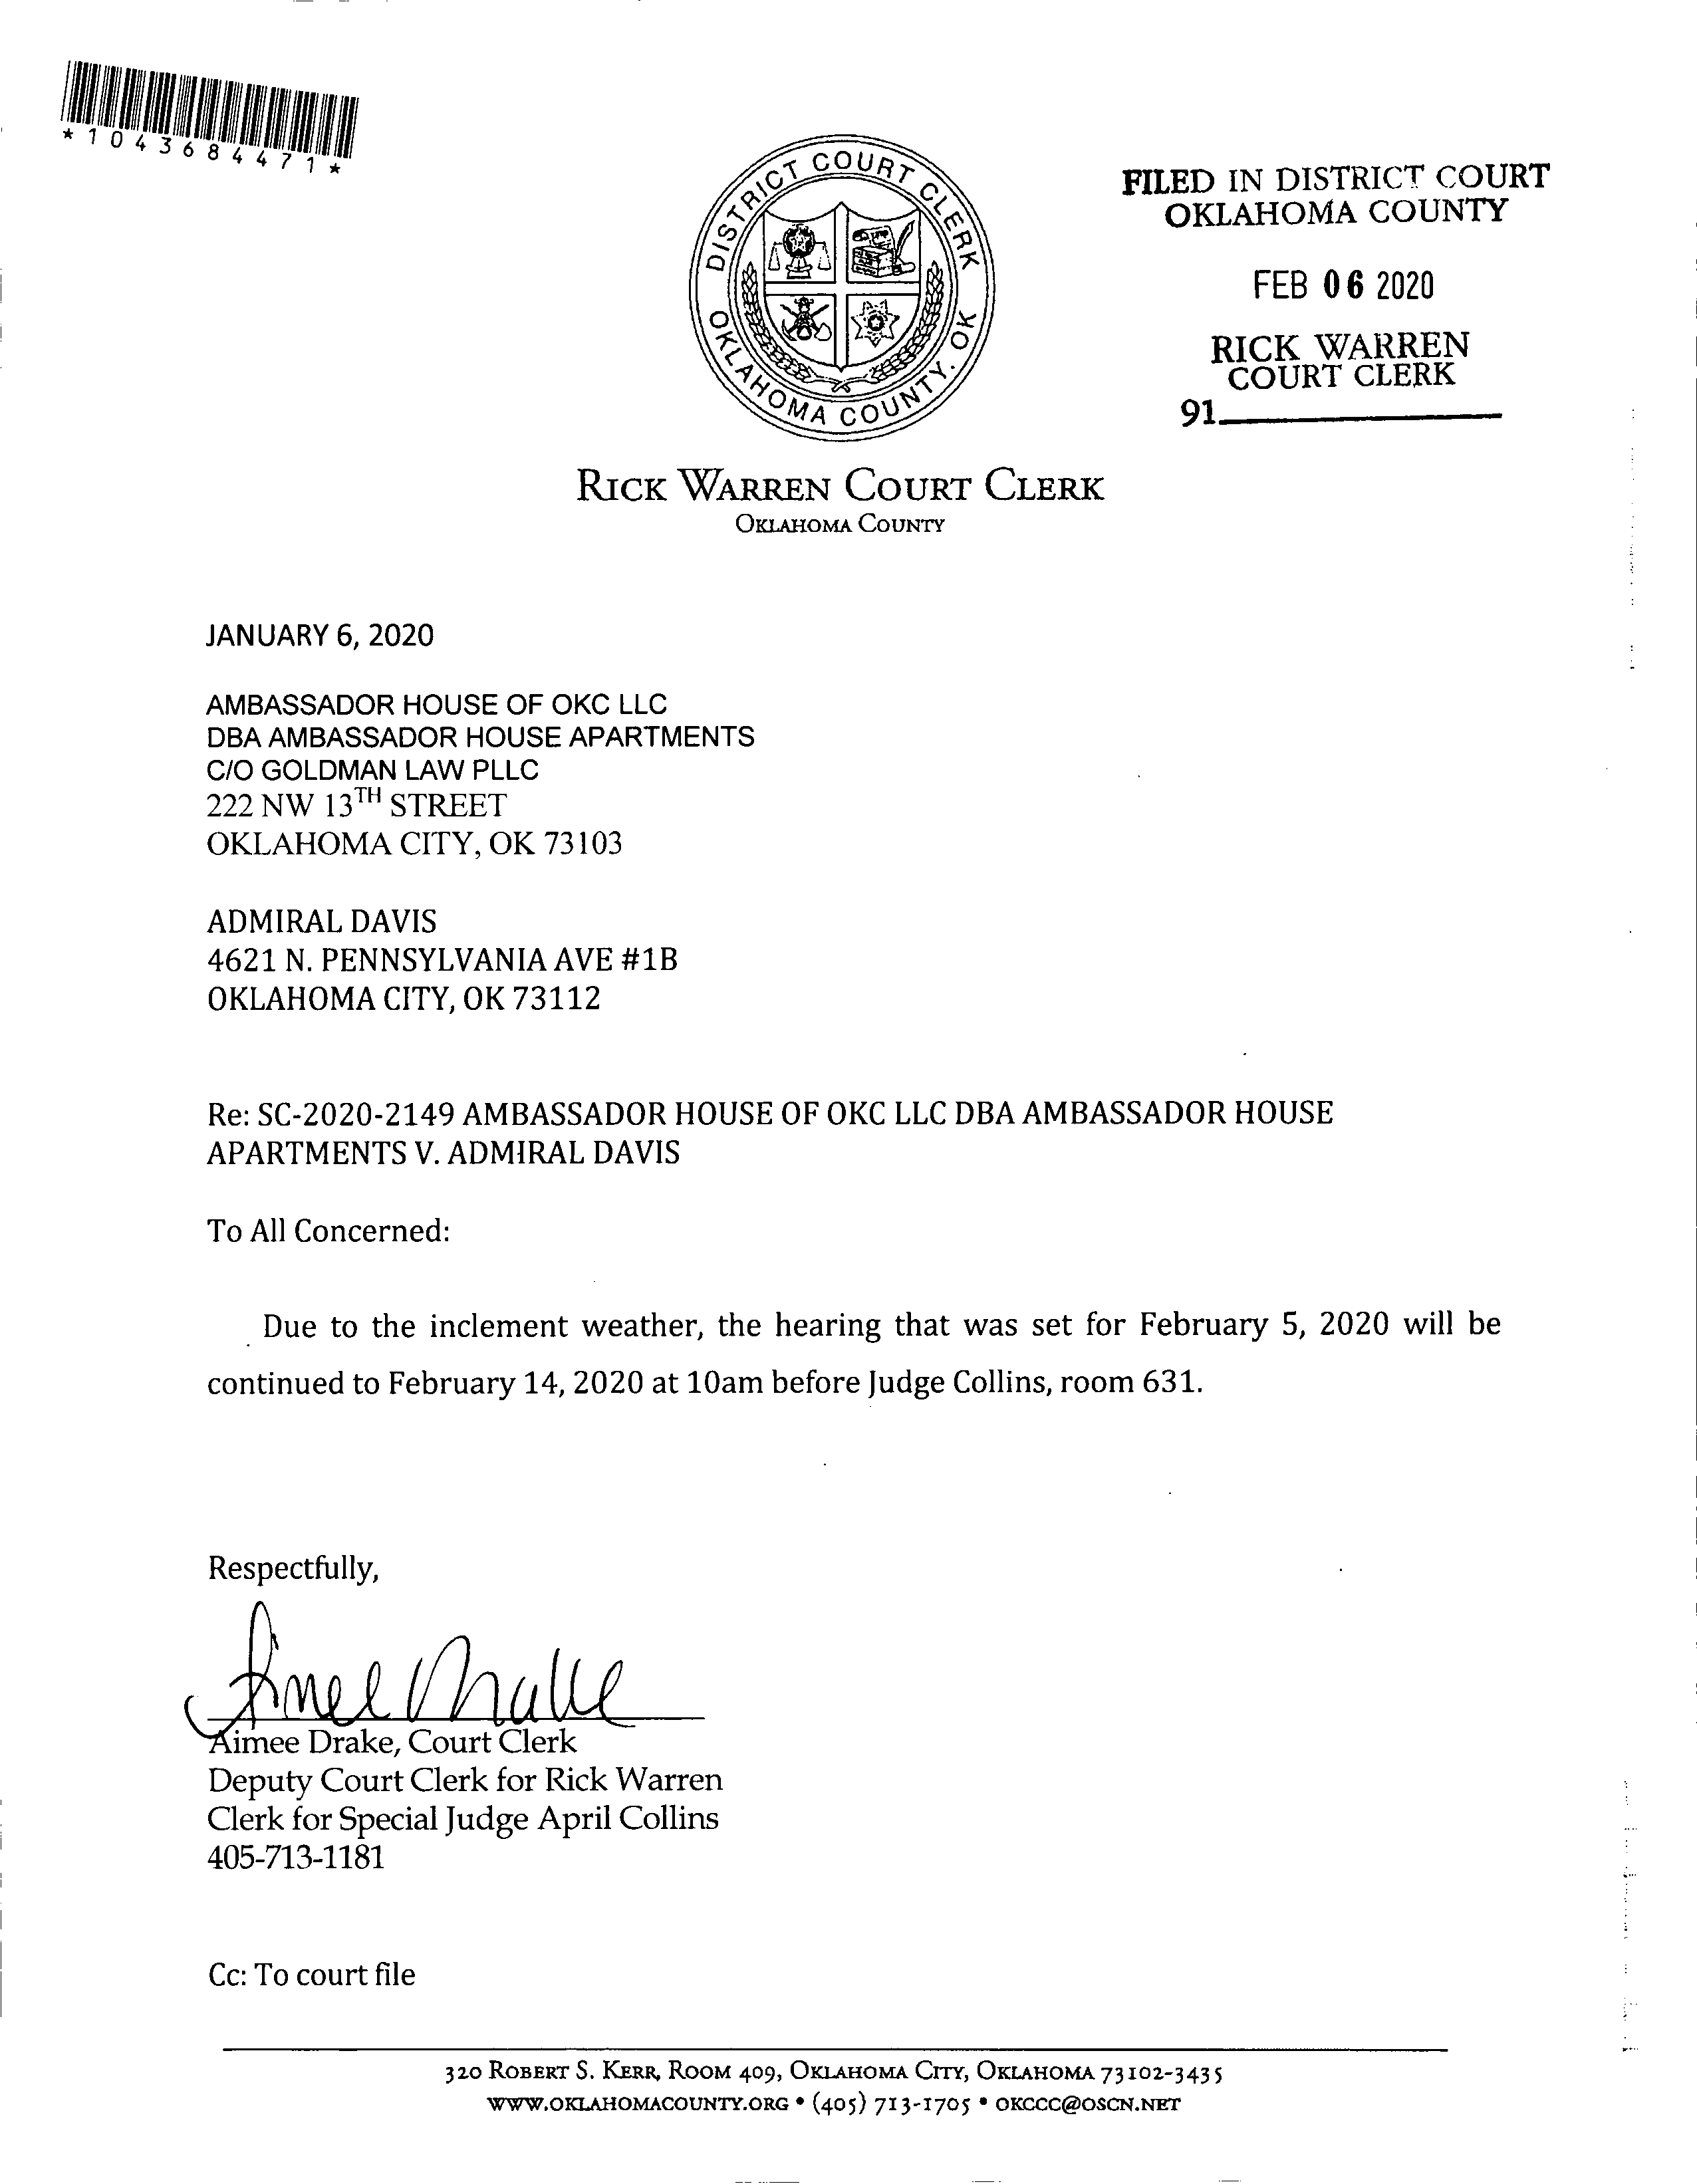 *1043684471*
DISTRICT COURT CLERK
OKLAHOMA COUNTY, OK
FILED IN DISTRICT COURT
OKLAHOMA COUNTY
FEB 06 2020
RICK WARREN
COURT CLERK
91
RICK WARREN COURT CLERK
OKLAHOMA COUNTY
JANUARY 6, 2020
AMBASSADOR HOUSE OF OKC LLC
DBA AMBASSADOR HOUSE APARTMENTS
C/O GOLDMAN LAW PLLC
222 NW 13TH STREET
OKLAHOMA CITY, OK 73103
ADMIRAL DAVIS
4621 N. PENNSYLVANIA AVE #1B
OKLAHOMA CITY, OK 73112
Re: SC-2020-2149 AMBASSADOR HOUSE OF OKC LLC DBA AMBASSADOR HOUSE
APARTMENTS V. ADMIRAL DAVIS
To All Concerned:
Due to the inclement weather, the hearing that was set for February 5, 2020 will be
continued to February 14, 2020 at 10am before Judge Collins, room 631.
Respectfully,
Aimee Drake, Court Clerk
Deputy Court Clerk for Rick Warren
Clerk for Special Judge April Collins
405-713-1181
Cc: To court file
320 ROBERT S. KERR, ROOM 409, OKLAHOMA CITY, OKLAHOMA 73102-3435
WWW.OKLAHOMACOUNTY.ORG • (405) 713-1705 • OKCCC@OSCN.NET